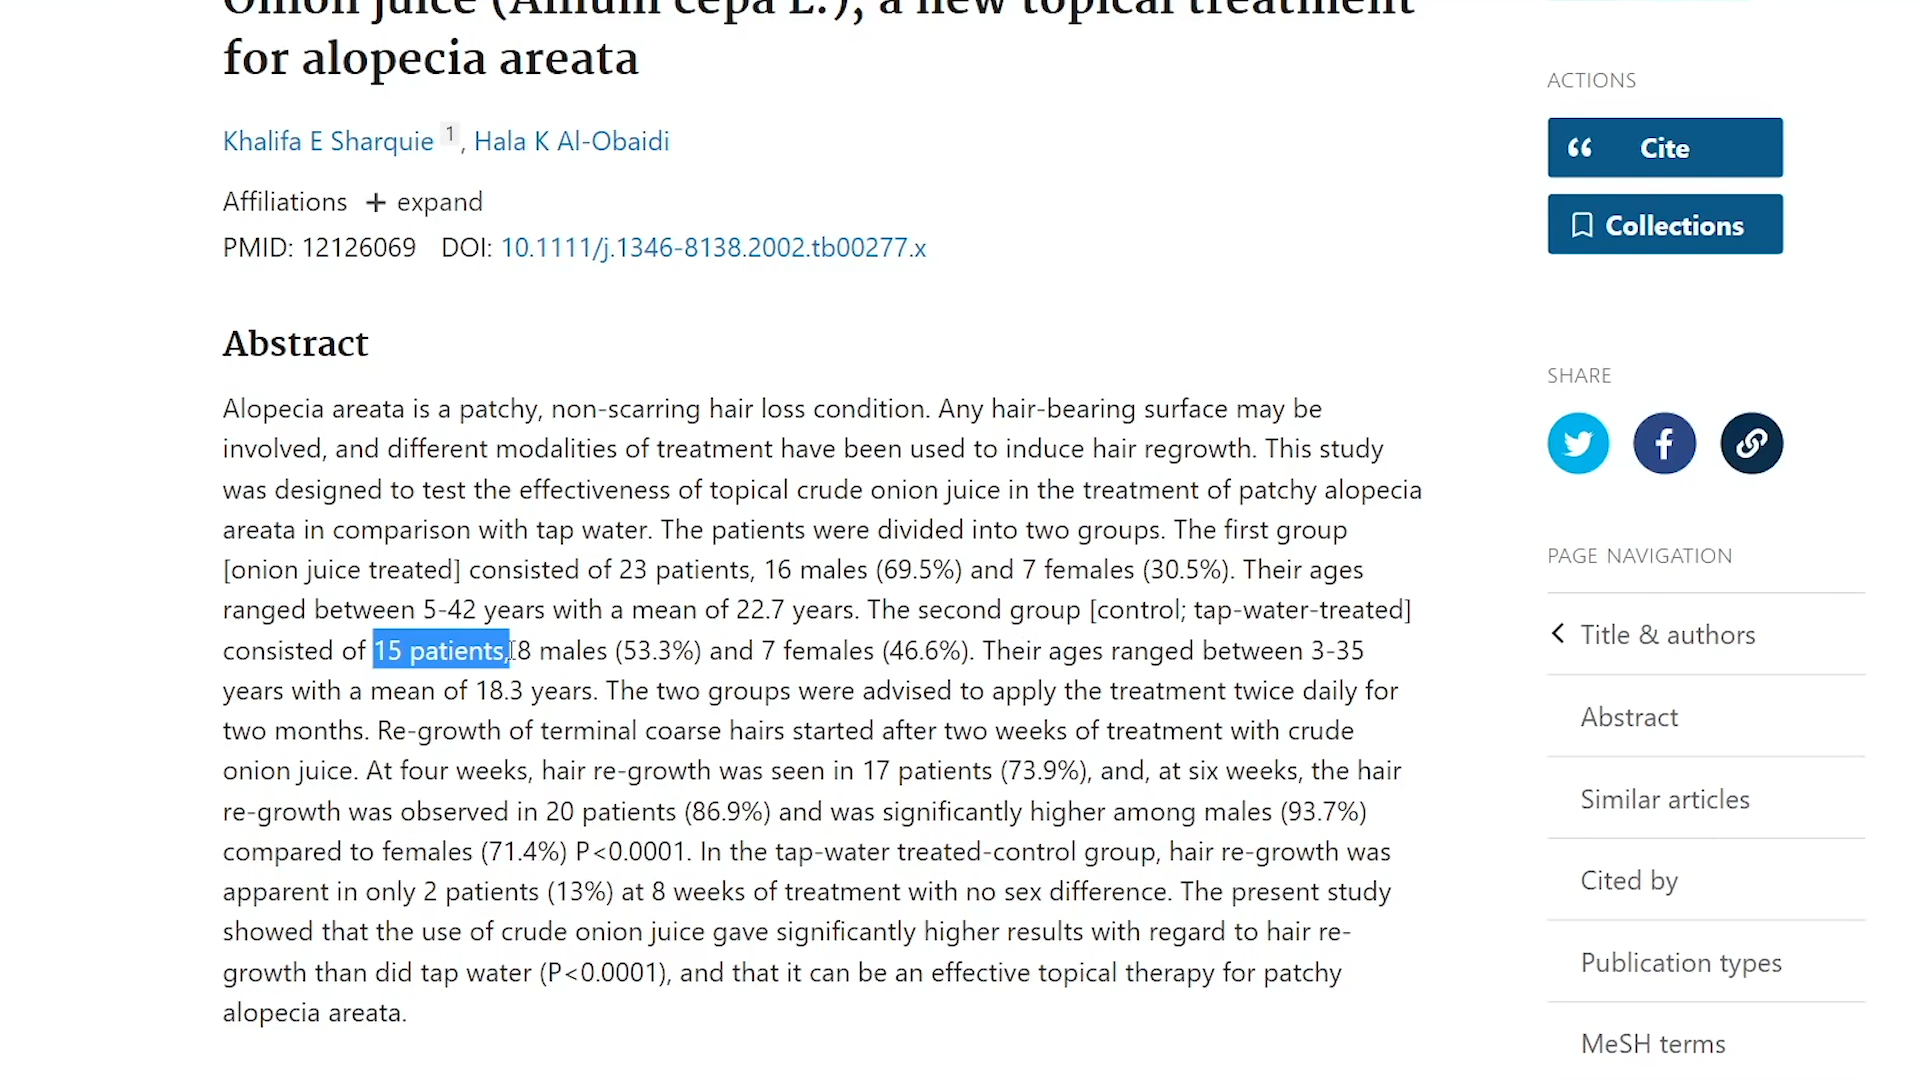 Onion juice (Allium cepa L.), a new topical treatment
for alopecia areata
Khalifa E Sharquie 1, Hala K Al-Obaidi
Affiliations + expand
PMID: 12126069 DOI: 10.1111/j.1346-8138.2002.tb00277.x
Abstract
Alopecia areata is a patchy, non-scarring hair loss condition. Any hair-bearing surface may be
involved, and different modalities of treatment have been used to induce hair regrowth. This study
was designed to test the effectiveness of topical crude onion juice in the treatment of patchy alopecia
areata in comparison with tap water. The patients were divided into two groups. The first group
[onion juice treated] consisted of 23 patients, 16 males (69.5%) and 7 females (30.5%). Their ages
ranged between 5-42 years with a mean of 22.7 years. The second group [control; tap-water-treated]
consisted of 15 patients, 8 males (53.3%) and 7 females (46.6%). Their ages ranged between 3-35
years with a mean of 18.3 years. The two groups were advised to apply the treatment twice daily for
two months. Re-growth of terminal coarse hairs started after two weeks of treatment with crude
onion juice. At four weeks, hair re-growth was seen in 17 patients (73.9%), and, at six weeks, the hair
re-growth was observed in 20 patients (86.9%) and was significantly higher among males (93.7%)
compared to females (71.4%) P<0.0001. In the tap-water treated-control group, hair re-growth was
apparent in only 2 patients (13%) at 8 weeks of treatment with no sex difference. The present study
showed that the use of crude onion juice gave significantly higher results with regard to hair re-
growth than did tap water (P<0.0001), and that it can be an effective topical therapy for patchy
alopecia areata.
ACTIONS
Cite
Collections
SHARE
PAGE NAVIGATION
Title & authors
Abstract
Similar articles
Cited by
Publication types
MeSH terms